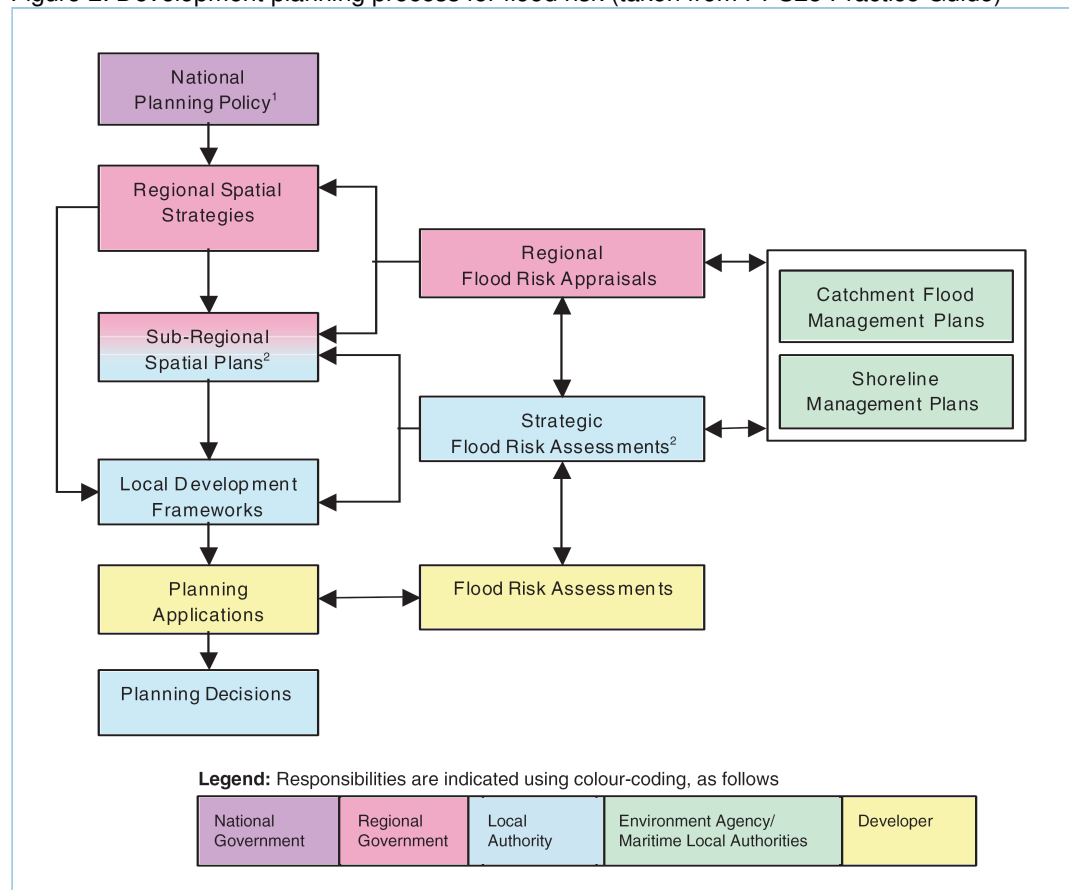 National
Planning Policy¹
Regional Spatial
Strategies
Regional
Flood Risk Appraisals
Catchment Flood
Management Plans
Sub-Regional
Spatial Plans²
Shoreline
Management Plans
Strategic
Flood Risk Assessments²
Local Development
Frameworks
Planning
Applications
Flood Risk Assessments
Planning Decisions
Legend: Responsibilities are indicated using colour-coding, as follows
National
Government
Regional
Government
Local
Authority
Environment Agency/
Maritime Local Authorities
Developer